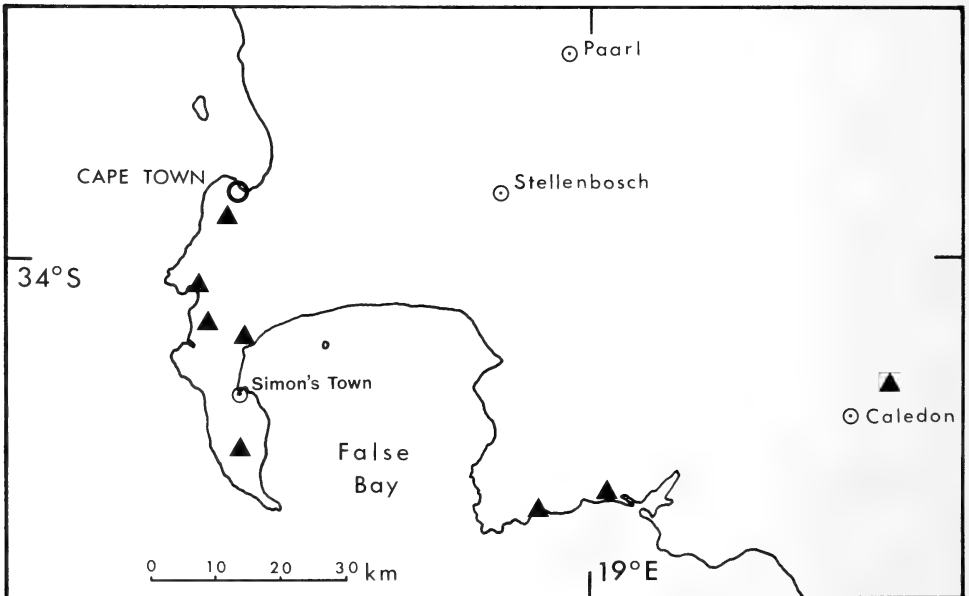 Paarl
CAPE TOWN
Stellenbosch
34°S
Simon's Town
Caledon
False
Bay
0 10 20 30 km
19°E